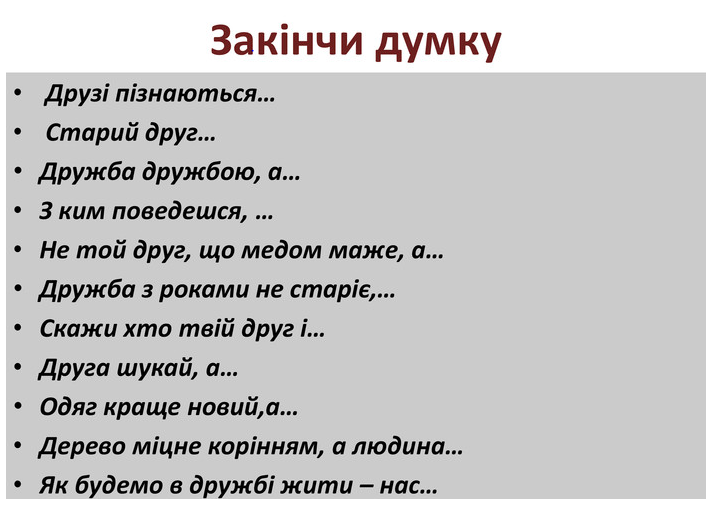 Закінчи думку
• Друзі пізнаються…
• Старий друг…
• Дружба дружбою, а…
• З ким поведешся, …
• Не той друг, що медом маже, а…
• Дружба з роками не старіє,…
• Скажи хто твій друг і…
• Друга шукай, а…
• Одяг краще новий,а…
• Дерево міцне корінням, а людина…
• Як будемо в дружбі жити – нас…